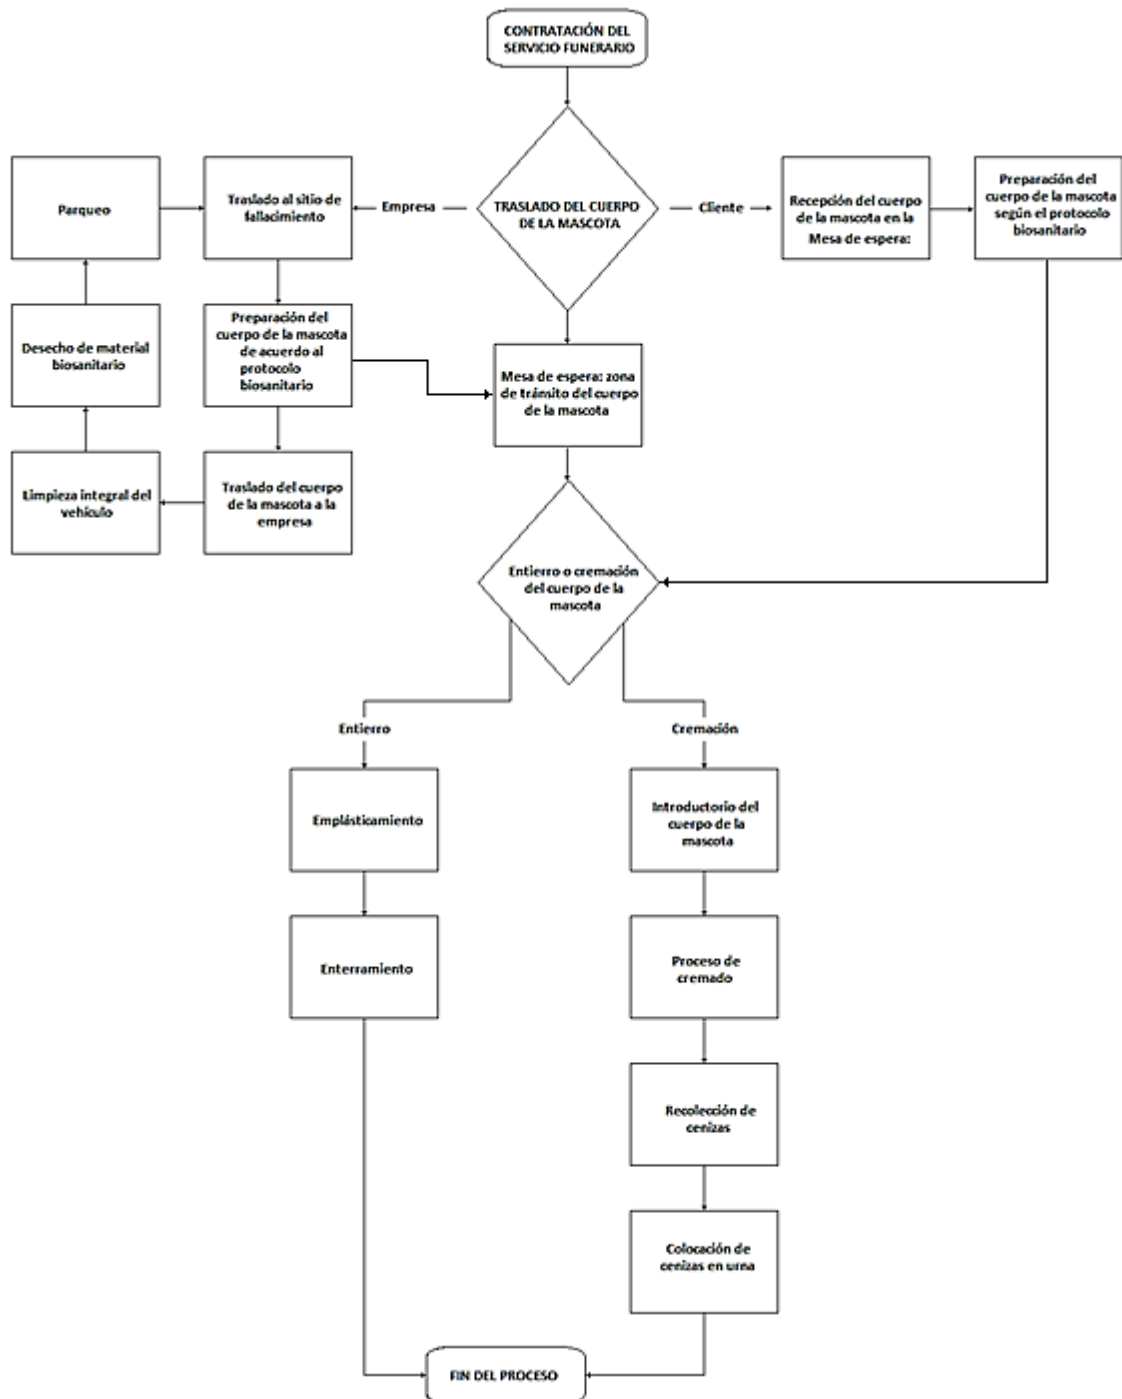 CONTRATACIÓN DEL
SERVICIO FUNERARIO
Parqueo
Traslado al sitio de
fallacimiento
Empresa
TRASLADO DEL CUERPO
DE LA MASCOTA
Cliente
Recepción del cuerpo
de la mascota en la
Mesa de espera:
Preparación del
cuerpo de la mascota
según el protocolo
biosanitario
Desecho de material
biosanitario
Preparación del
cuerpo de la mascota
de acuerdo al
protocolo
biosanitario
Mesa de espera: zona
de tránsito del cuerpo
de la mascota
Limpieza integral del
vehículo
Traslado del cuerpo
de la mascota a la
empresa
Entierro o cremación
del cuerpo de la
mascota
Entierro
Cremación
Emplásticamiento
Introductorio del
cuerpo de la
mascota
Enterramiento
Proceso de
cremado
Recolección de
cenizas
Colocación de
cenizas en urna
FIN DEL PROCESO